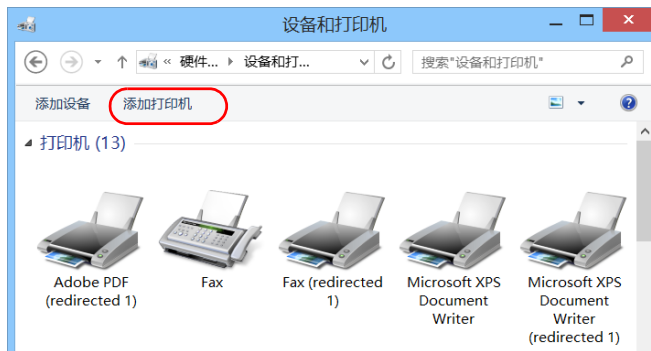 设备和打印机
« 硬件... ▸ 设备和打...
搜索"设备和打印机"
添加设备 添加打印机
打印机 (13)
Adobe PDF
(redirected 1)
Fax
Fax (redirected
1)
Microsoft XPS
Document
Writer
Microsoft XPS
Document
Writer
(redirected 1)